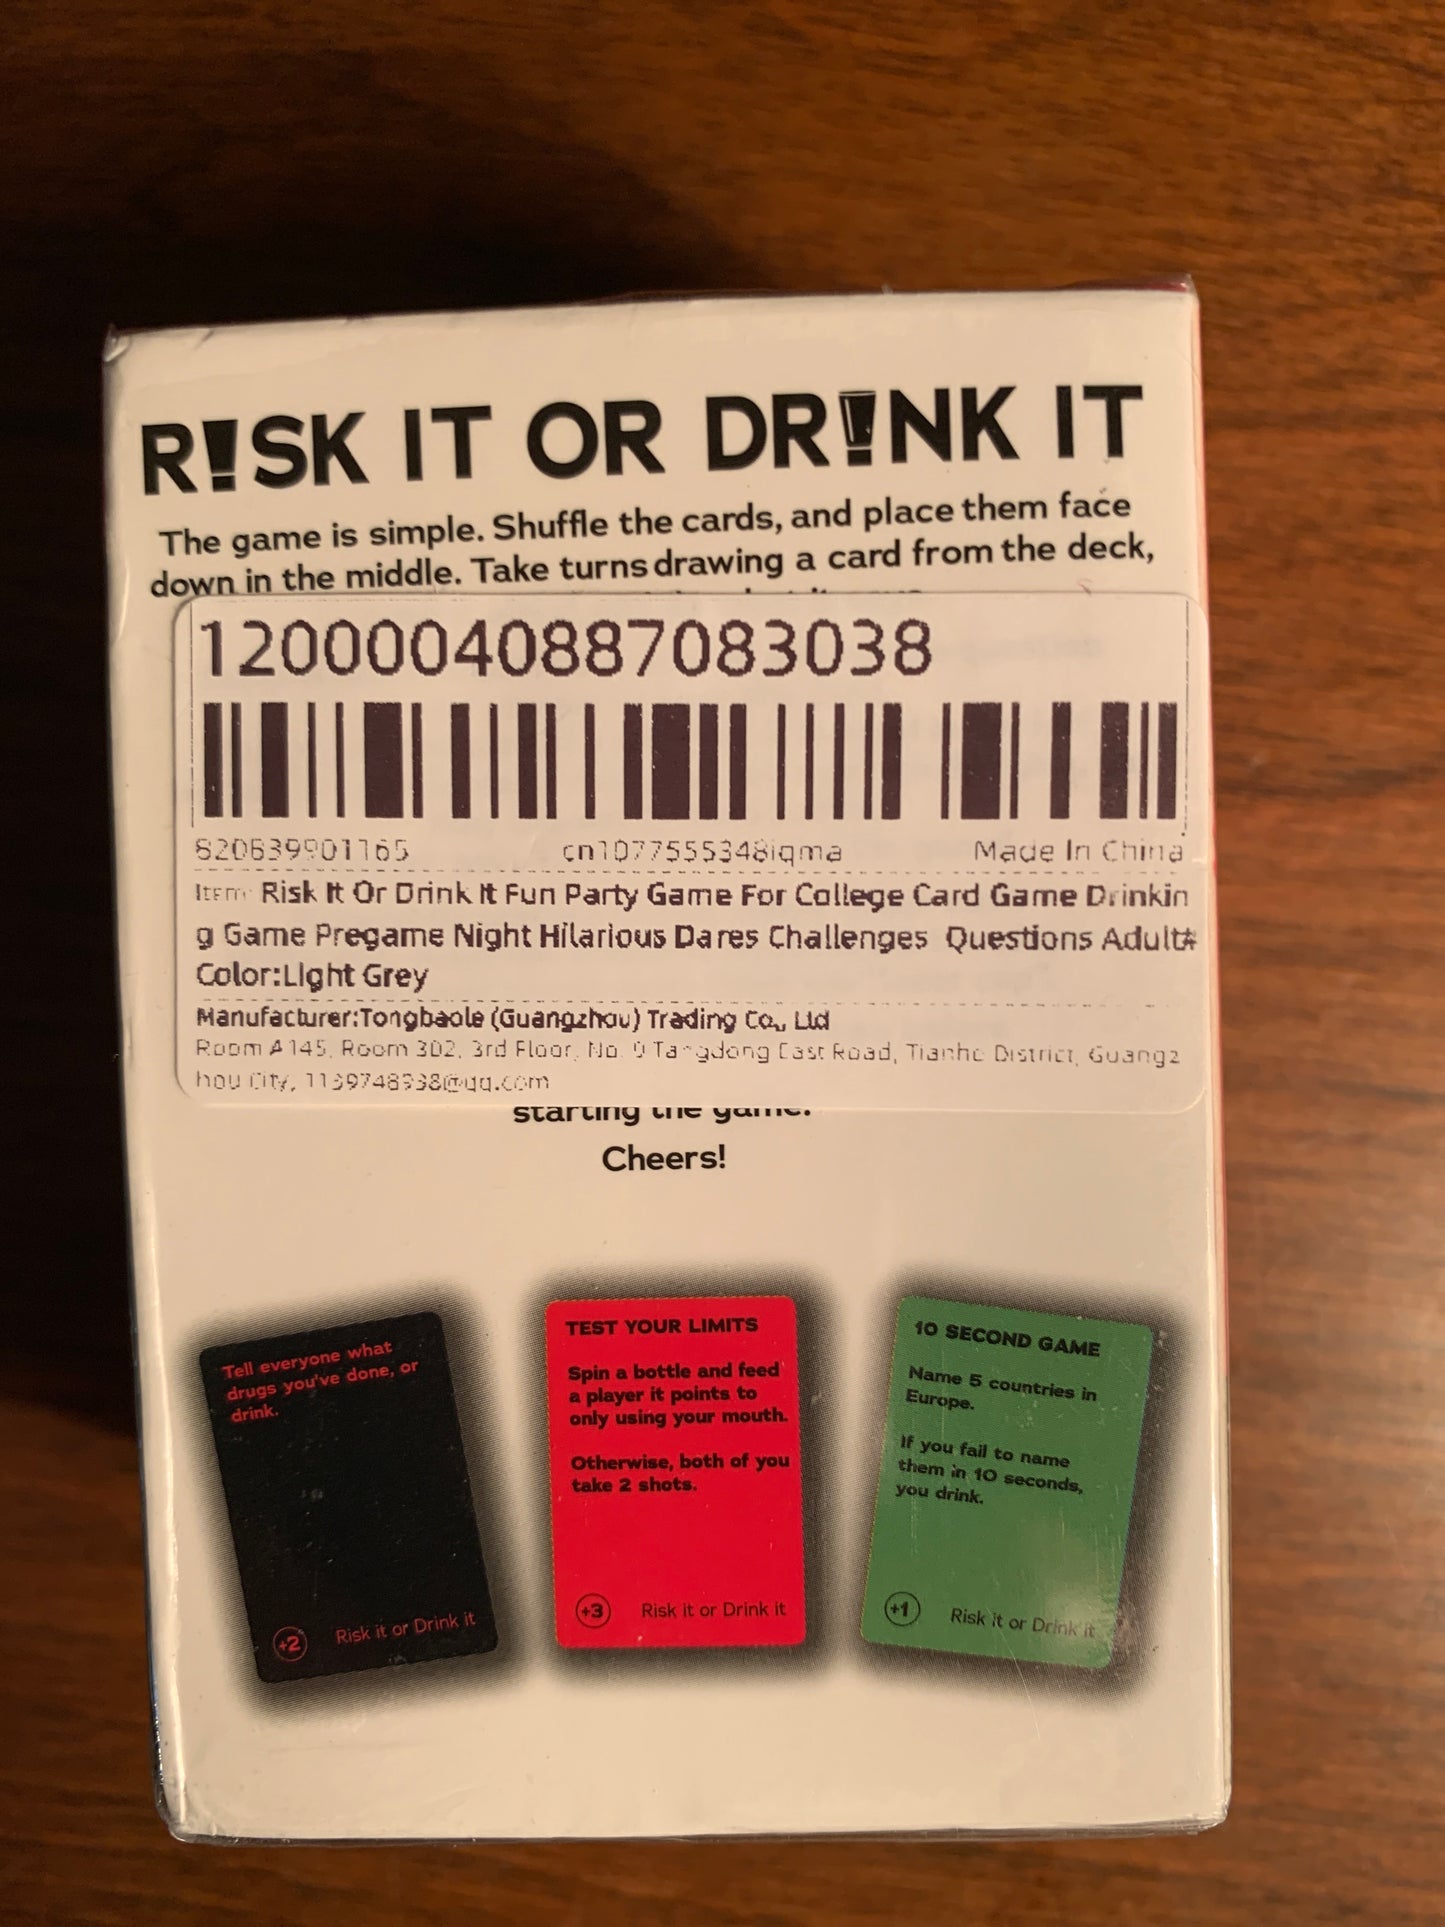 R!SK IT OR DR!NK IT
The game is simple. Shuffle the cards, and place them face
down in the middle. Take turns drawing a card from the deck,
12000040887083038
620639901165 cn1077555348iqma Made In China
Item: Risk It Or Drink It Fun Party Game For College Card Game Drinkin
g Game Pregame Night Hilarious Dares Challenges Questions Adult#
Color:Light Grey
Manufacturer:Tongbaole (Guangzhou) Trading Co., Ltd
Room A145, Room 302, 3rd Floor, No. 9 Tangdong East Road, Tianhe District, Guangz
hou City,
starting the game.
Cheers!
Tell everyone what
drugs you've done, or
drink.
+2 Risk it or Drink it
TEST YOUR LIMITS
Spin a bottle and feed
a player it points to
only using your mouth.
Otherwise, both of you
take 2 shots.
+3 Risk it or Drink it
10 SECOND GAME
Name 5 countries in
Europe.
If you fail to name
them in 10 seconds,
you drink.
+1 Risk it or Drink it